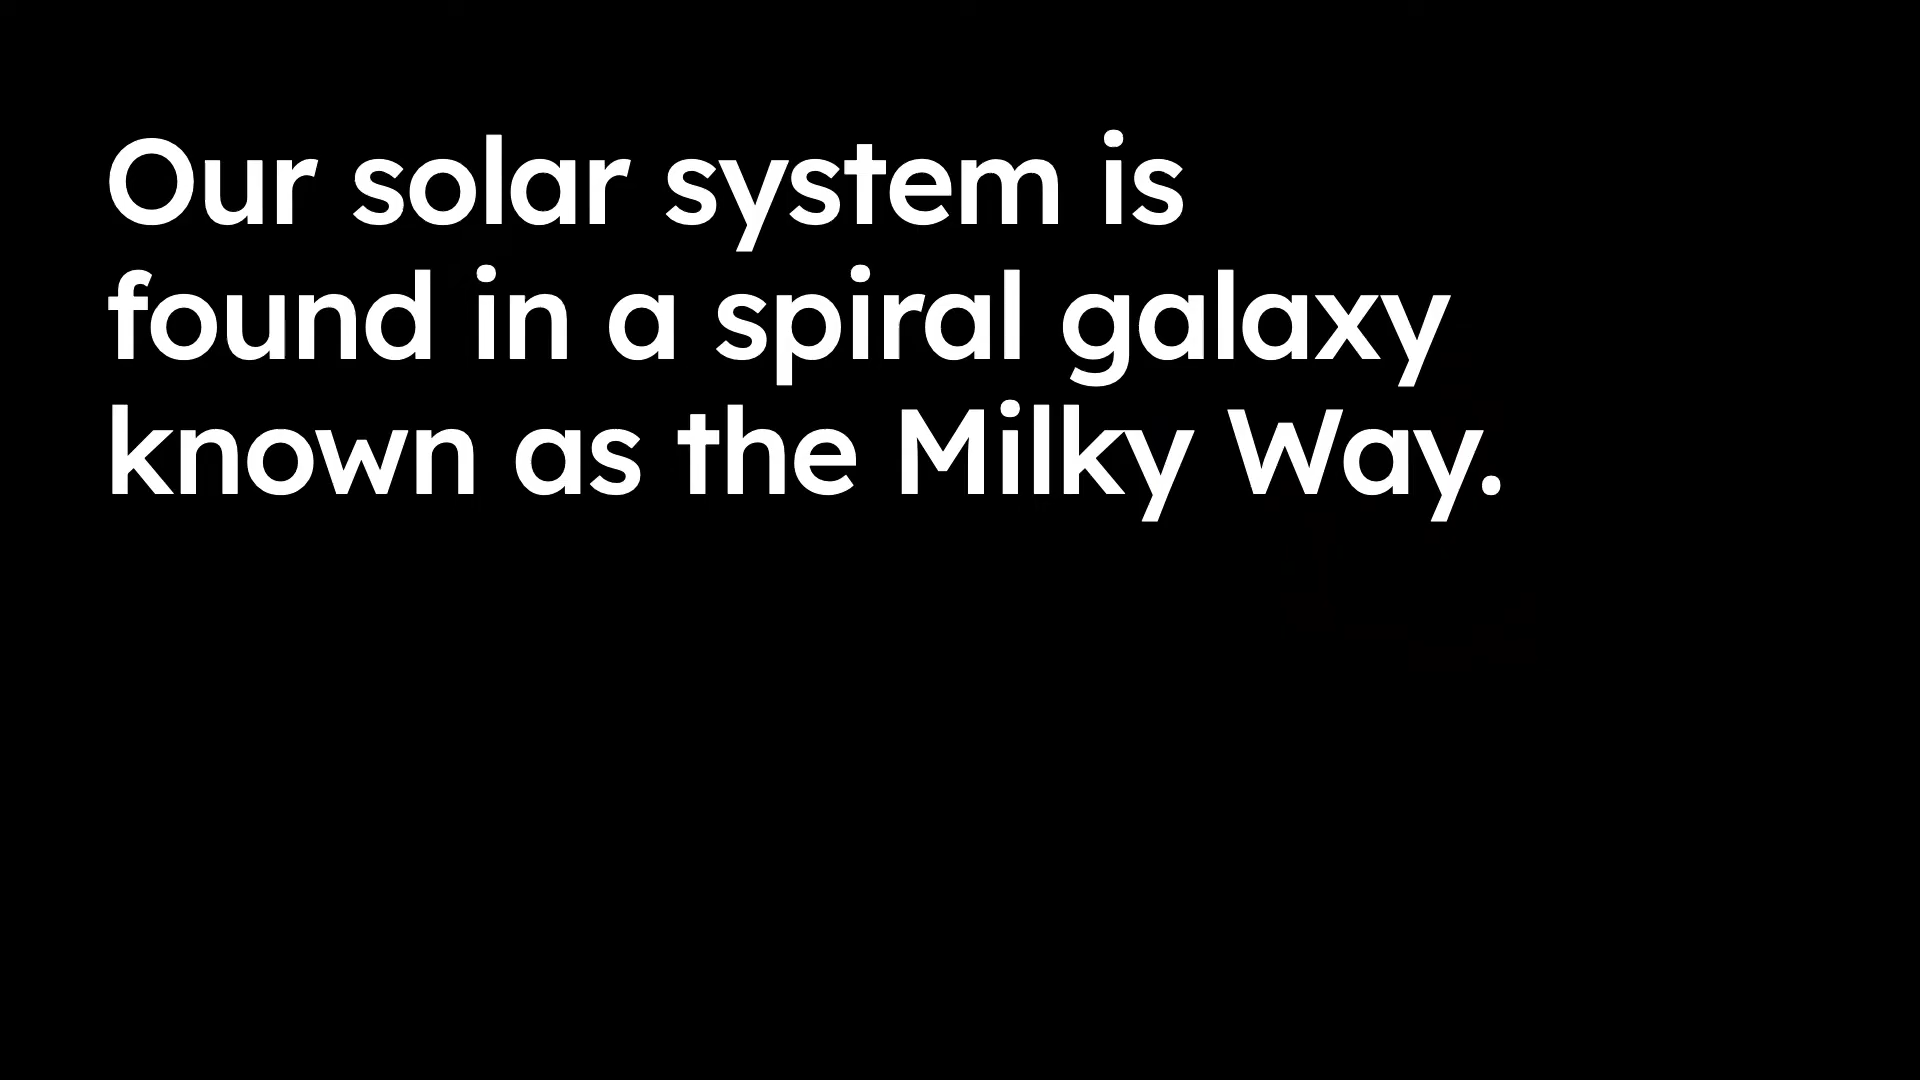 Our solar system is
found in a spiral galaxy
known as the Milky Way.